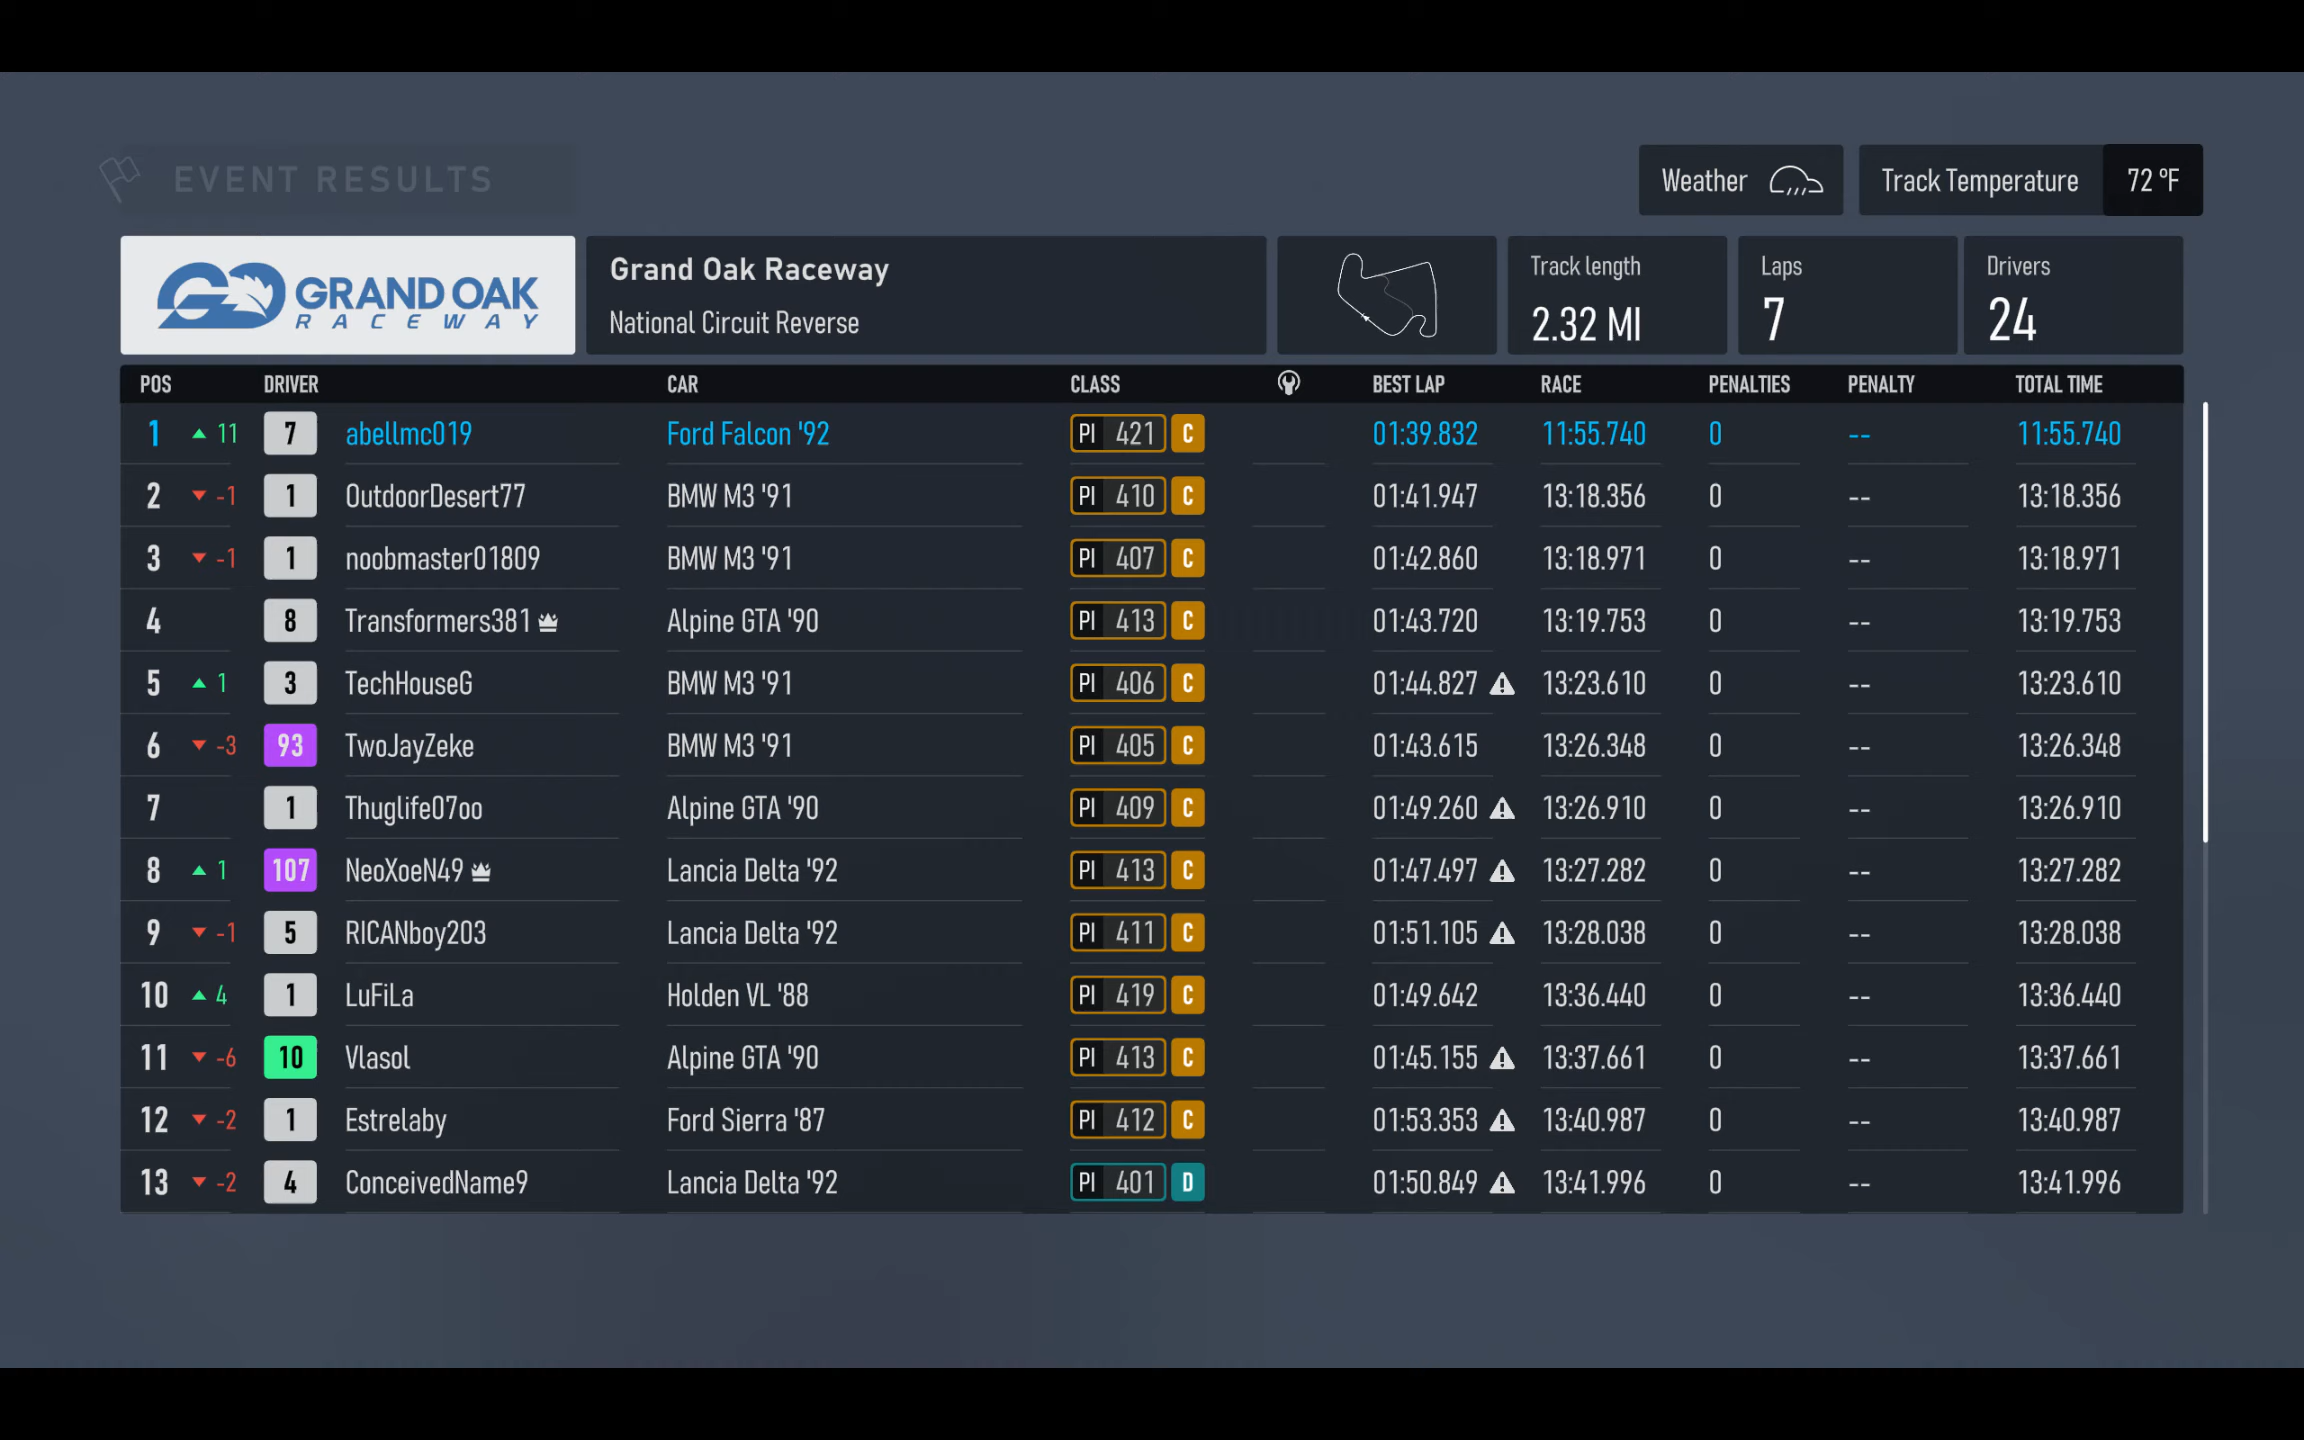 EVENT RESULTS
Weather
Track Temperature 72 °F
GRAND OAK
RACEWAY
Grand Oak Raceway
National Circuit Reverse
Track length
2.32 MI
Laps
7
Drivers
24
POS DRIVER CAR CLASS BEST LAP RACE PENALTIES PENALTY TOTAL TIME
1 ▲ 11 7 abellmc019 Ford Falcon '92 PI 421 C 01:39.832 11:55.740 0 -- 11:55.740
2 ▼ -1 1 OutdoorDesert77 BMW M3 '91 PI 410 C 01:41.947 13:18.356 0 -- 13:18.356
3 ▼ -1 1 noobmaster01809 BMW M3 '91 PI 407 C 01:42.860 13:18.971 0 -- 13:18.971
4 8 Transformers381 Alpine GTA '90 PI 413 C 01:43.720 13:19.753 0 -- 13:19.753
5 ▲ 1 3 TechHouseG BMW M3 '91 PI 406 C 01:44.827 13:23.610 0 -- 13:23.610
6 ▼ -3 93 TwoJayZeke BMW M3 '91 PI 405 C 01:43.615 13:26.348 0 -- 13:26.348
7 1 Thuglife07oo Alpine GTA '90 PI 409 C 01:49.260 13:26.910 0 -- 13:26.910
8 ▲ 1 107 NeoXoeN49 Lancia Delta '92 PI 413 C 01:47.497 13:27.282 0 -- 13:27.282
9 ▼ -1 5 RICANboy203 Lancia Delta '92 PI 411 C 01:51.105 13:28.038 0 -- 13:28.038
10 ▲ 4 1 LuFiLa Holden VL '88 PI 419 C 01:49.642 13:36.440 0 -- 13:36.440
11 ▼ -6 10 Vlasol Alpine GTA '90 PI 413 C 01:45.155 13:37.661 0 -- 13:37.661
12 ▼ -2 1 Estrelaby Ford Sierra '87 PI 412 C 01:53.353 13:40.987 0 -- 13:40.987
13 ▼ -2 4 ConceivedName9 Lancia Delta '92 PI 401 D 01:50.849 13:41.996 0 -- 13:41.996